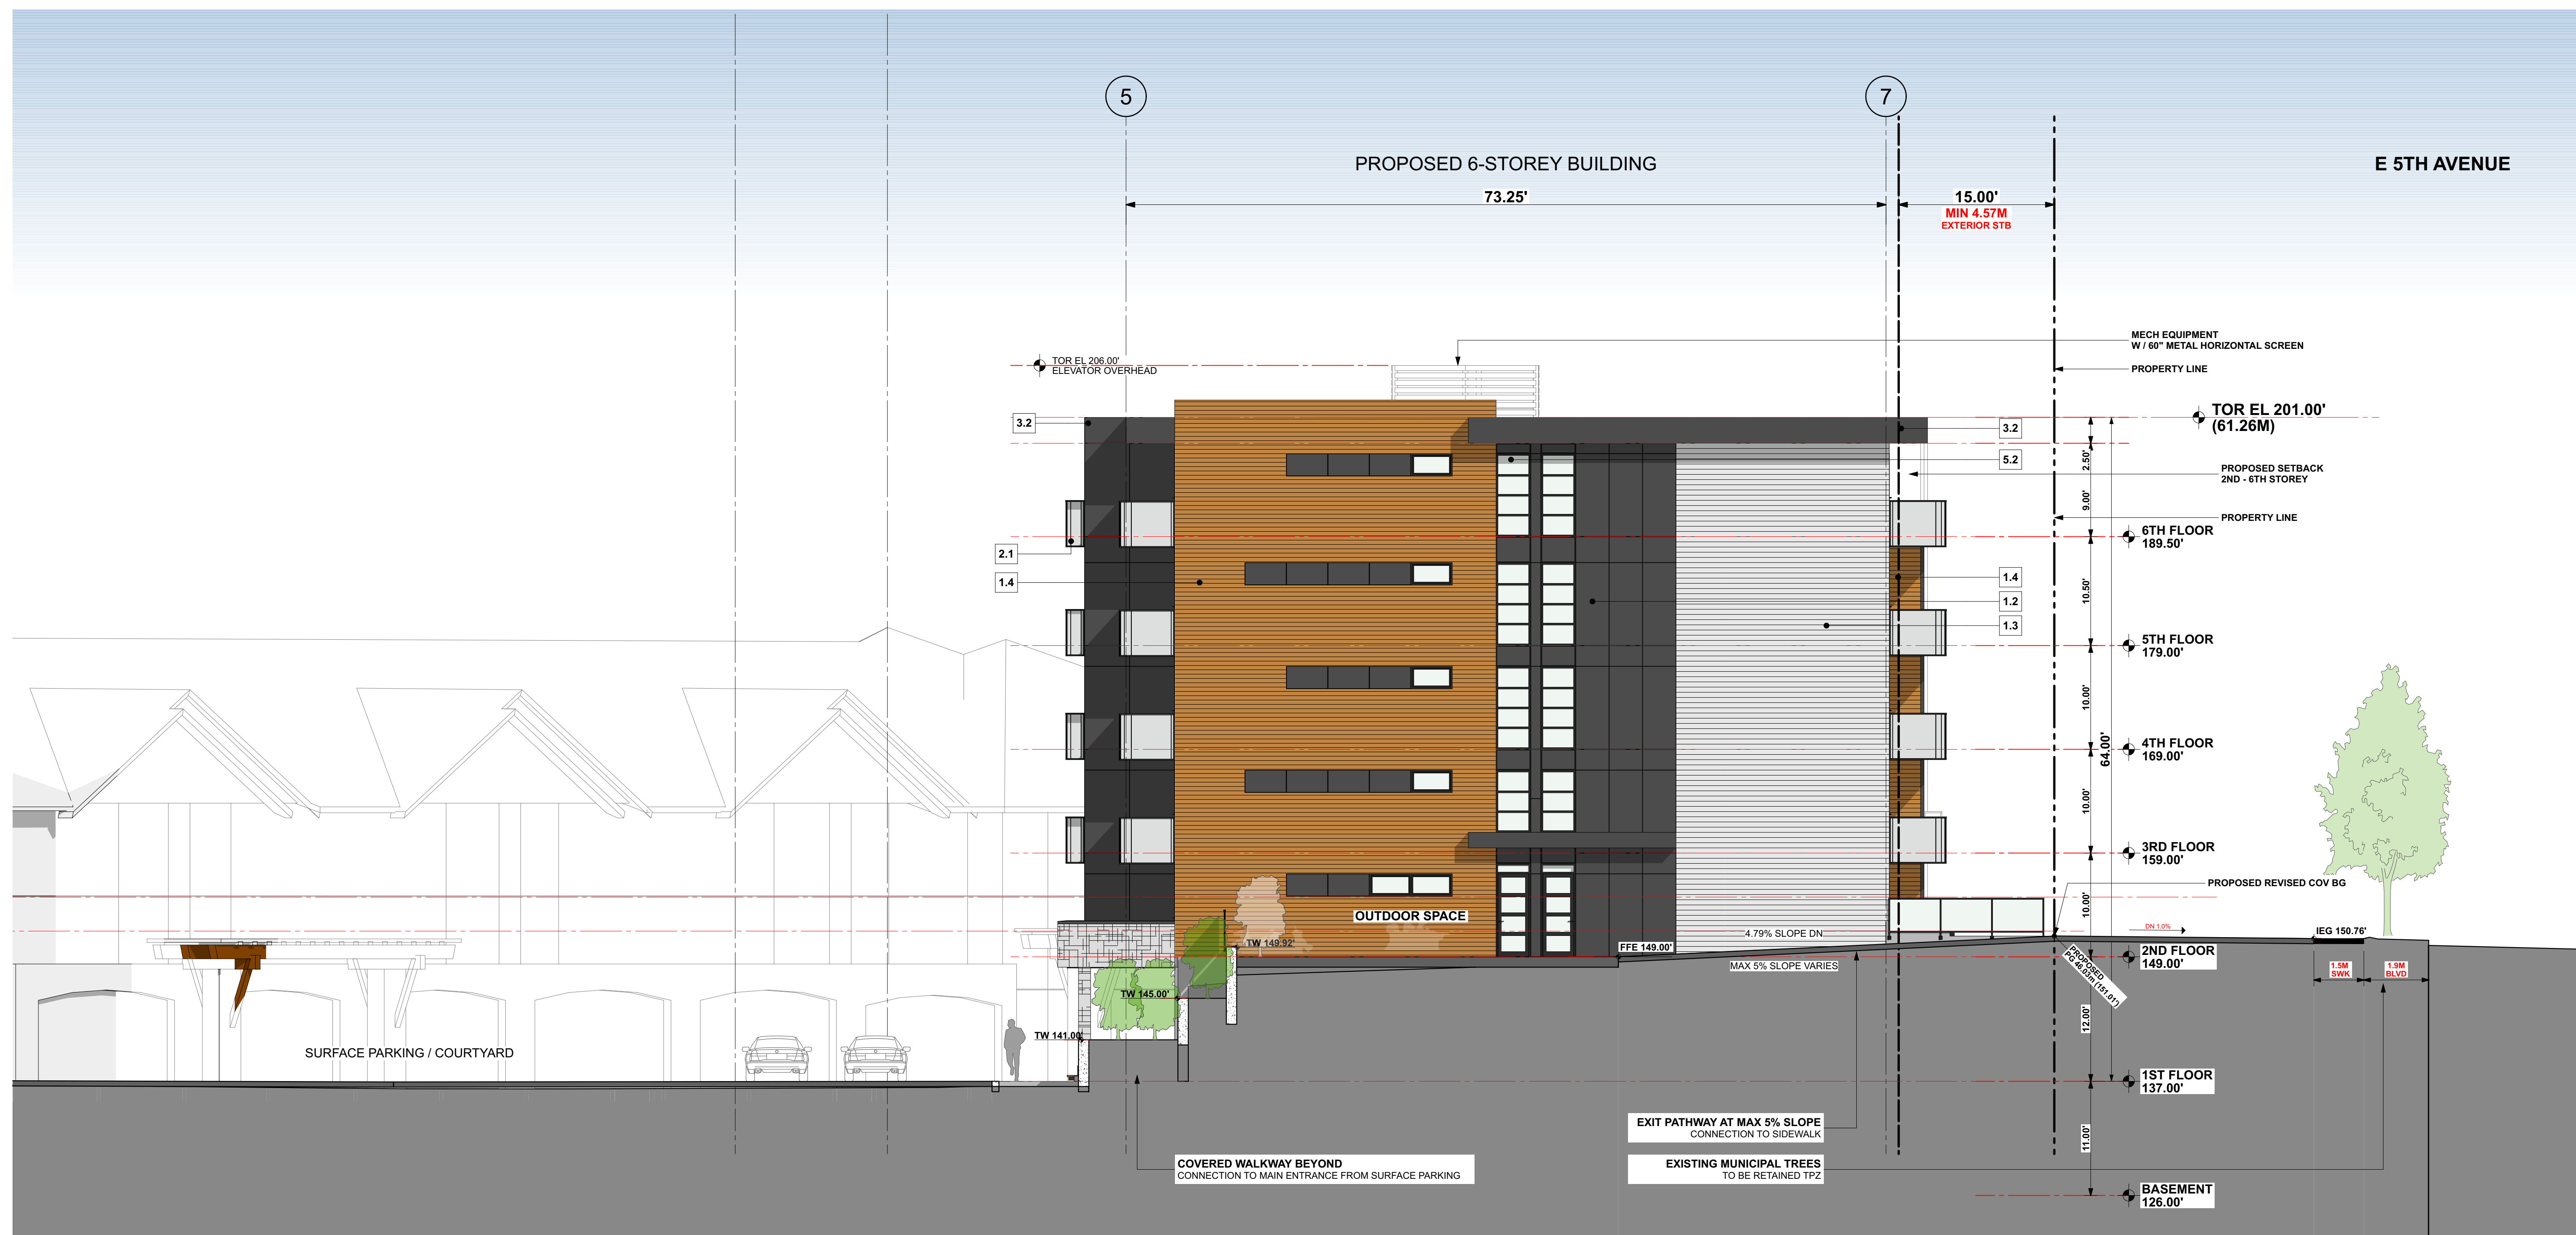 5
7
PROPOSED 6-STOREY BUILDING
E 5TH AVENUE
73.25'
15.00'
MIN 4.57M
EXTERIOR STB
MECH EQUIPMENT
W / 60" METAL HORIZONTAL SCREEN
PROPERTY LINE
TOR EL 206.00'
ELEVATOR OVERHEAD
TOR EL 201.00'
(61.26M)
3.2
3.2
5.2
2.50'
PROPOSED SETBACK
2ND - 6TH STOREY
9.00'
PROPERTY LINE
6TH FLOOR
189.50'
2.1
1.4
1.4
1.2
1.3
10.50'
5TH FLOOR
179.00'
10.00'
4TH FLOOR
169.00'
64.00'
10.00'
3RD FLOOR
159.00'
PROPOSED REVISED COV BG
10.00'
OUTDOOR SPACE
DN 1.0%
IEG 150.76'
4.79% SLOPE DN
TW 149.92'
FFE 149.00'
2ND FLOOR
149.00'
MAX 5% SLOPE VARIES
PROPOSED
PG 46.03m (151.01')
1.5M
SWK
1.9M
BLVD
TW 145.00'
12.00'
TW 141.00'
SURFACE PARKING / COURTYARD
1ST FLOOR
137.00'
EXIT PATHWAY AT MAX 5% SLOPE
CONNECTION TO SIDEWALK
11.00'
COVERED WALKWAY BEYOND
CONNECTION TO MAIN ENTRANCE FROM SURFACE PARKING
EXISTING MUNICIPAL TREES
TO BE RETAINED TPZ
BASEMENT
126.00'